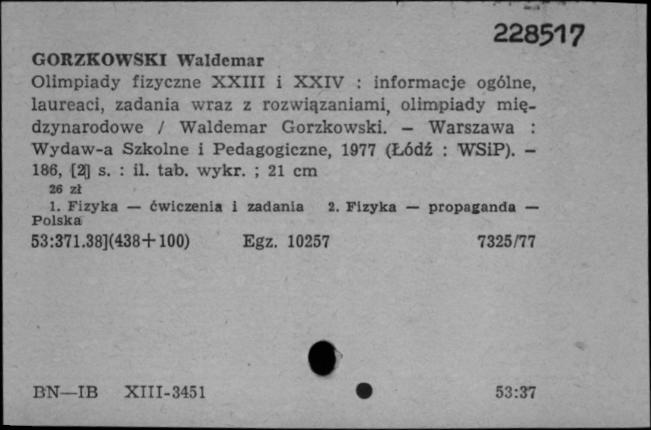 228517
GORZKOWSKI Waldemar
Olimpiady fizyczne XXIII i XXIV : informacje ogólne,
laureaci, zadania wraz z rozwiązaniami, olimpiady mię-
dzynarodowe / Waldemar Gorzkowski. — Warszawa :
Wydaw-a Szkolne i Pedagogiczne, 1977 (Łódź : WSiP). —
186, [2] s. : il. tab. wykr. ; 21 cm
26 zł
1. Fizyka — ćwiczenia i zadania 2. Fizyka — propaganda —
Polska
53:371.38](438+100) Egz. 10257 7325/77
BN—IB XIII-3451 53:37